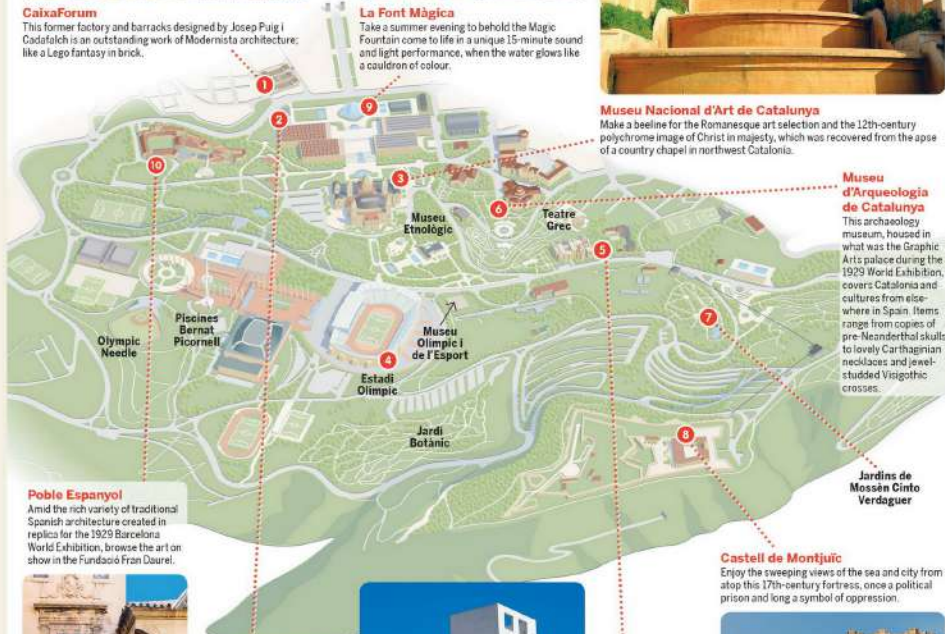 CaixaForum
This former factory and barracks designed by Josep Puig i
Cadafalch is an outstanding work of Modernista architecture;
like a Lego fantasy in brick.
La Font Màgica
Take a summer evening to behold the Magic
Fountain come to life in a unique 15-minute sound
and light performance, when the water glows like
a cauldron of colour.
Museu Nacional d'Art de Catalunya
Make a beeline for the Romanesque art selection and the 12th-century
polychrome image of Christ in majesty, which was recovered from the apse
of a country chapel in northwest Catalonia.
Museu
d'Arqueologia
de Catalunya
This archaeology
museum, housed in
what was the Graphic
Arts palace during the
1929 World Exhibition,
covers Catalonia and
cultures from else-
where in Spain. Items
range from copies of
pre-Neanderthal skulls
to lovely Carthaginian
necklaces and jewel-
studded Visigothic
crosses.
1
2
9
10
3
6
5
7
4
8
Museu
Etnològic
Teatre
Grec
Olympic
Needle
Piscines
Bernat
Picornell
Museu
Olímpic i
de l'Esport
Estadi
Olímpic
Jardí
Botànic
Jardins de
Mossèn Cinto
Verdaguer
Poble Espanyol
Amid the rich variety of traditional
Spanish architecture created in
replica for the 1929 Barcelona
World Exhibition, browse the art on
show in the Fundació Fran Daurel.
Castell de Montjuïc
Enjoy the sweeping views of the sea and city from
atop this 17th-century fortress, once a political
prison and long a symbol of oppression.